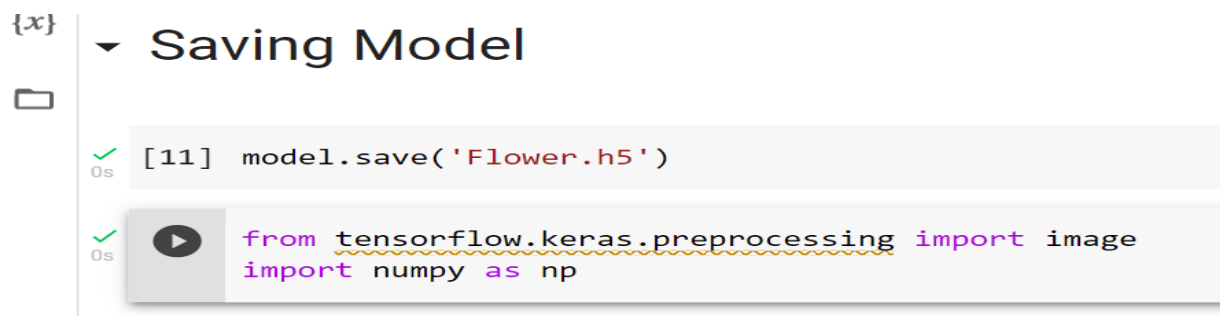 {x}
Saving Model
[11] model.save('Flower.h5')
0s
from tensorflow.keras.preprocessing import image
0s
import numpy as np